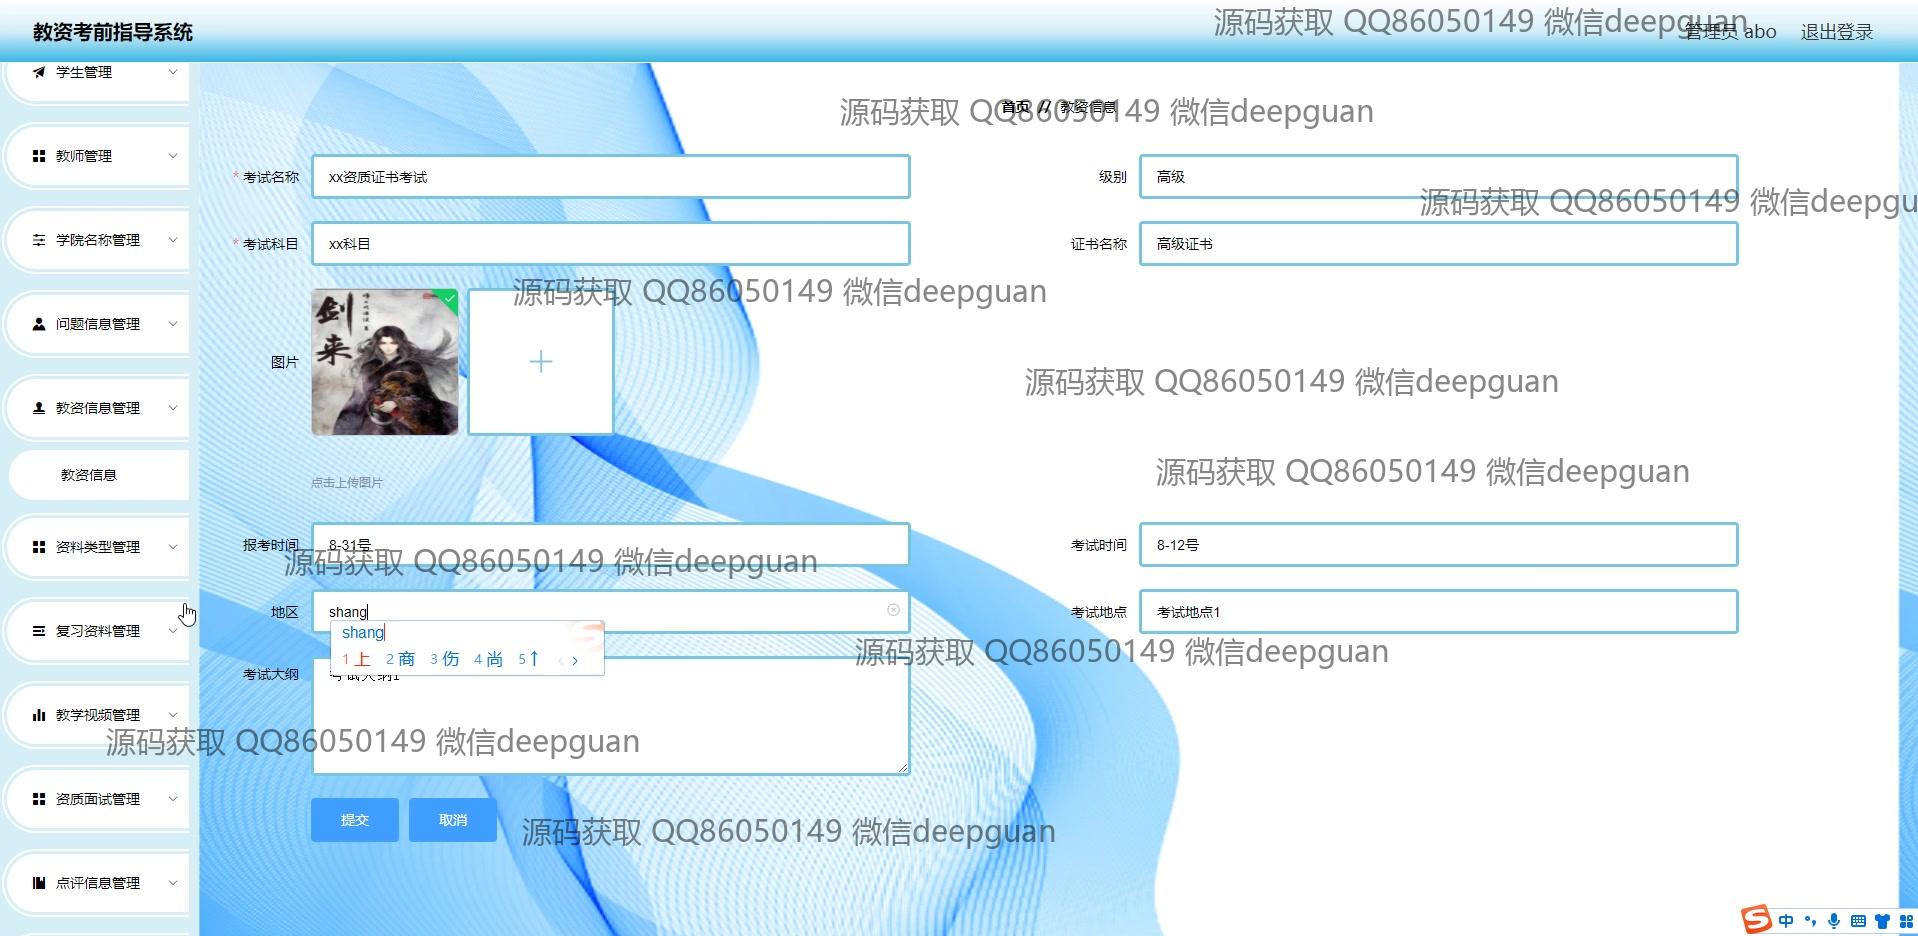 教资考前指导系统
源码获取 QQ86050149 微信deepguan
管理员 abo
退出登录
学生管理
首页 // 教资信息
源码获取 QQ86050149 微信deepguan
教师管理
* 考试名称
xx资质证书考试
级别
高级
源码获取 QQ86050149 微信deepgu
学院名称管理
* 考试科目
xx科目
证书名称
高级证书
源码获取 QQ86050149 微信deepguan
问题信息管理
图片
剑来
源码获取 QQ86050149 微信deepguan
教资信息管理
教资信息
点击上传图片
源码获取 QQ86050149 微信deepguan
资料类型管理
报考时间
8-31号
考试时间
8-12号
源码获取 QQ86050149 微信deepguan
地区
shang
考试地点
考试地点1
复习资料管理
shang
1 上 2 商 3 伤 4 尚 5 ↑
源码获取 QQ86050149 微信deepguan
考试大纲
考试大纲1
教学视频管理
源码获取 QQ86050149 微信deepguan
资质面试管理
提交
取消
源码获取 QQ86050149 微信deepguan
点评信息管理
中